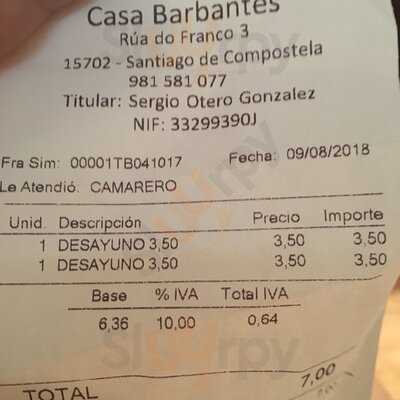 Casa Barbantes
Rúa do Franco 3
15702 - Santiago de Compostela
981 581 077
Titular: Sergio Otero Gonzalez
NIF: 33299390J
Fra Sim: 00001TB041017 Fecha: 09/08/2018
Le Atendió. CAMARERO
Unid. Descripción Precio Importe
1 DESAYUNO 3,50 3,50 3,50
1 DESAYUNO 3,50 3,50 3,50
Base % IVA Total IVA
6,36 10,00 0,64
TOTAL 7,00